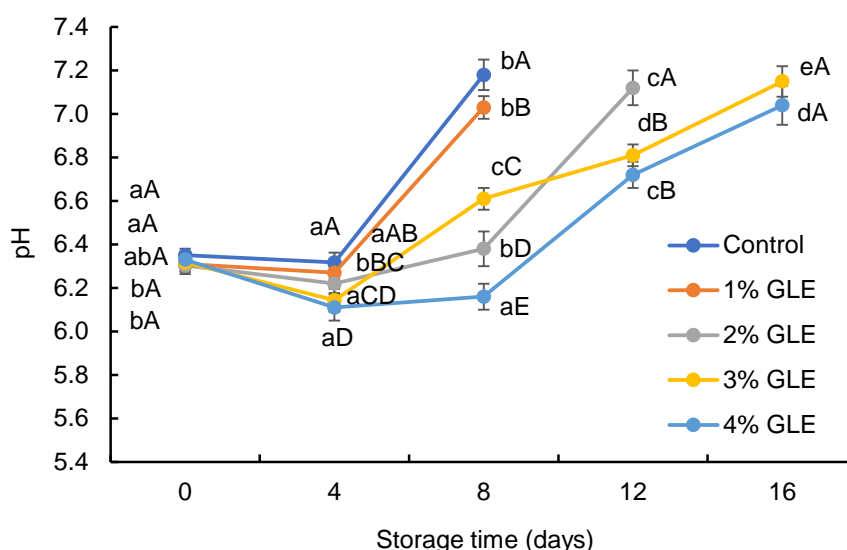 7.4
7.2
7.0
6.8
6.6
6.4
6.2
6.0
5.8
5.6
5.4
pH
aA
aA
abA
bA
bA
aA
aAB
bBC
aCD
aD
bA
bB
cC
bD
aE
cA
dB
cB
eA
dA
Control
1% GLE
2% GLE
3% GLE
4% GLE
0 4 8 12 16
Storage time (days)